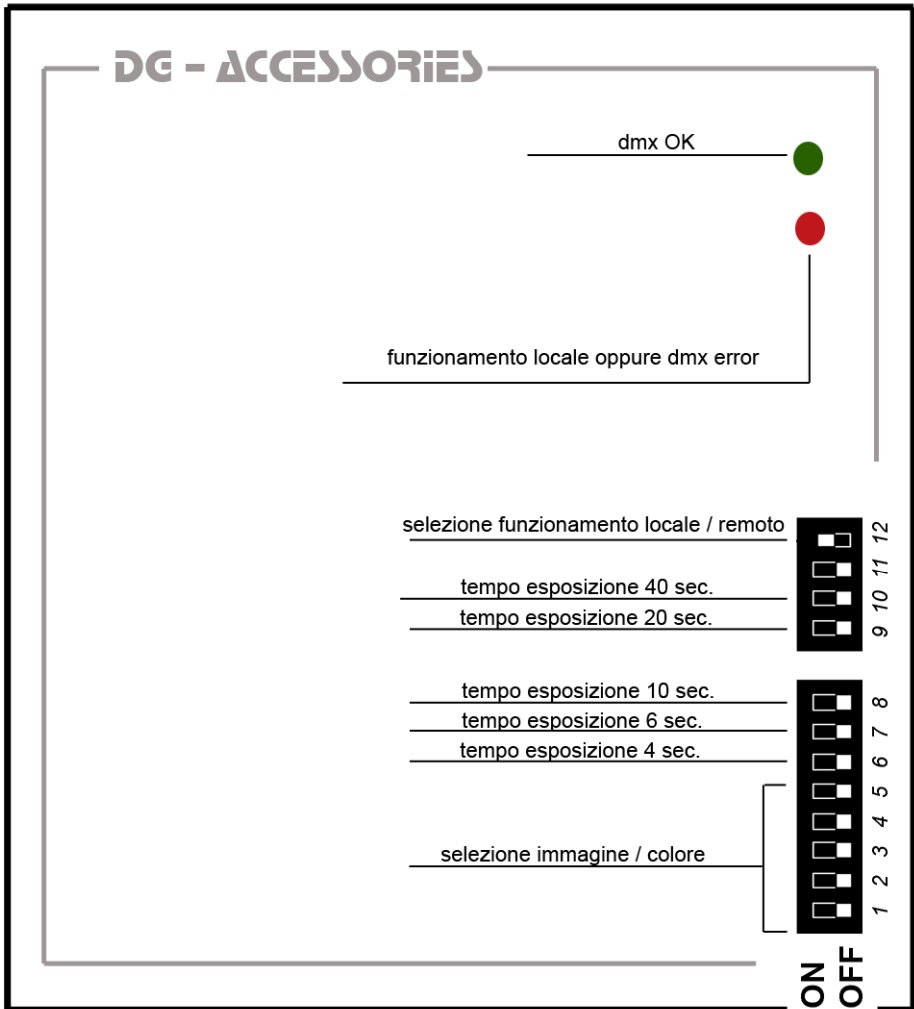 DG - ACCESSORiES
dmx OK
funzionamento locale oppure dmx error
selezione funzionamento locale / remoto
12
11
tempo esposizione 40 sec.
10
tempo esposizione 20 sec.
9
tempo esposizione 10 sec.
8
tempo esposizione 6 sec.
7
tempo esposizione 4 sec.
6
5
4
selezione immagine / colore
3
2
1
ON
OFF